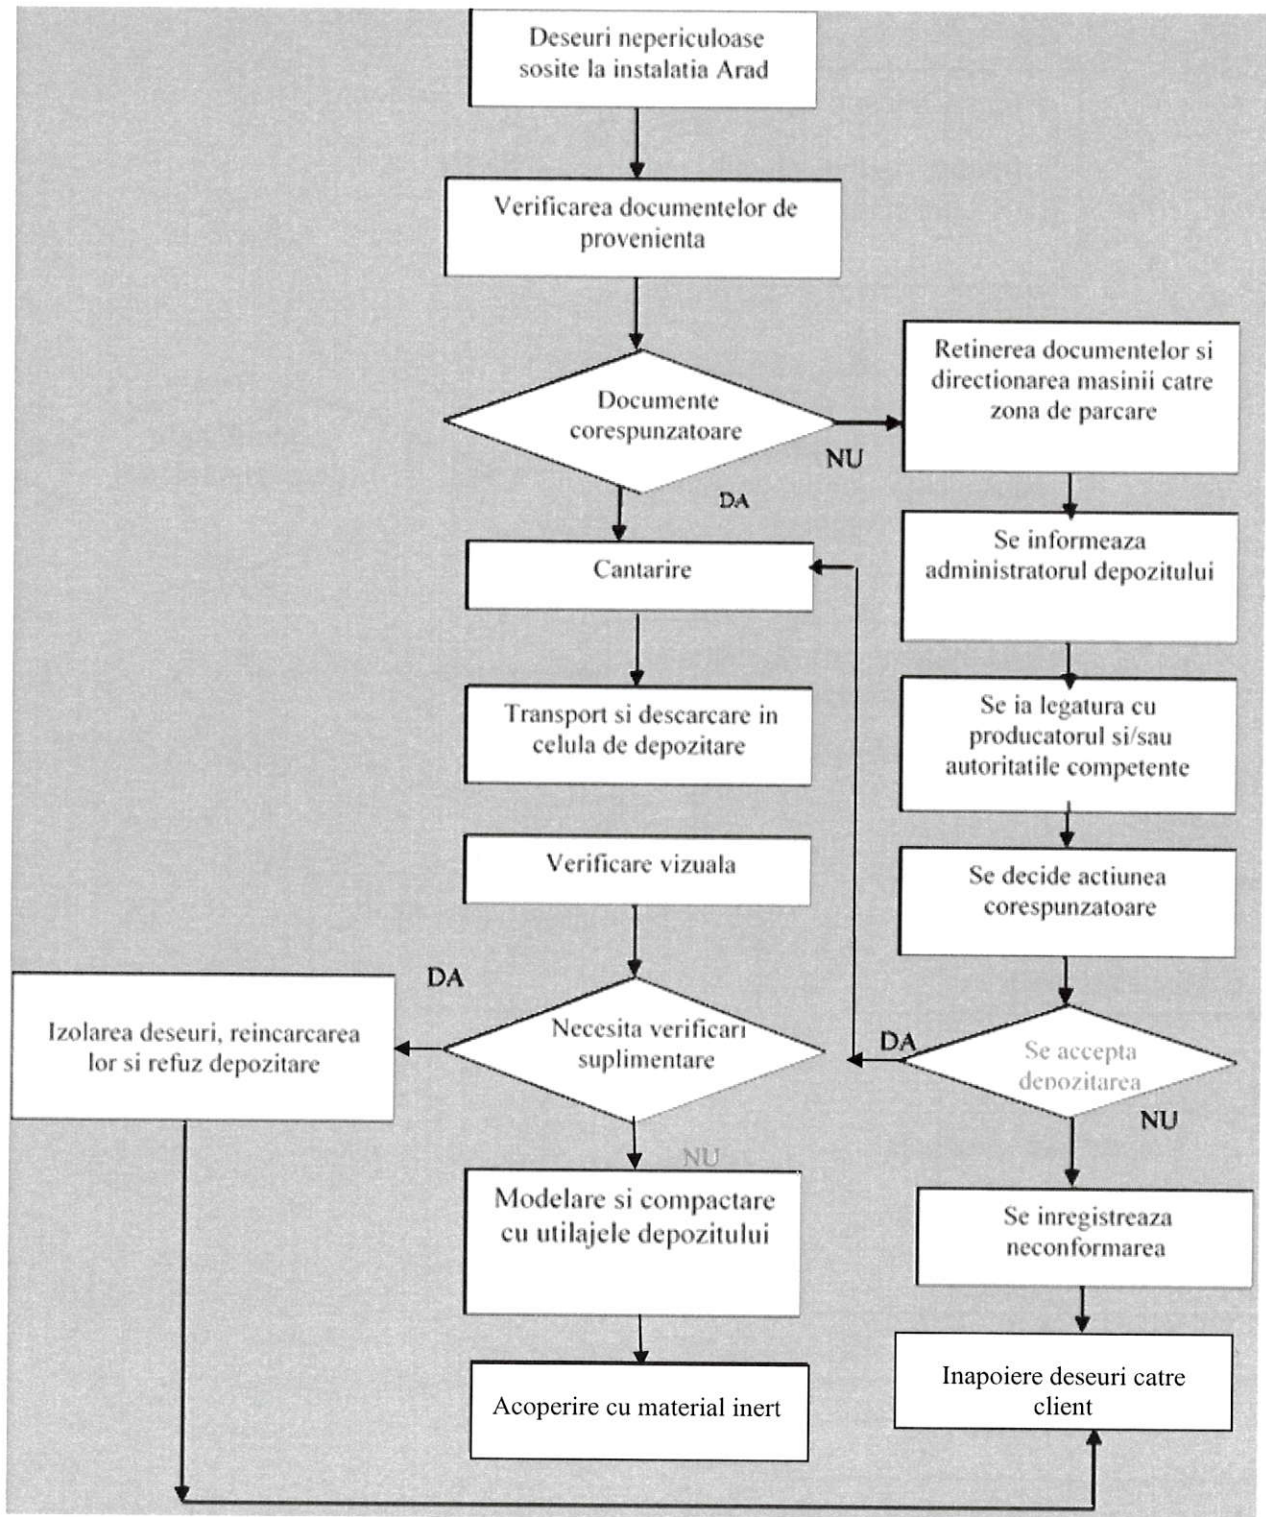 Deseuri nepericuloase
sosite la instalatia Arad
Verificarea documentelor de
provenienta
Documente
corespunzatoare
NU
DA
Retinerea documentelor si
directionarea masinii catre
zona de parcare
Se informeaza
administratorul depozitului
Cantarire
Se ia legatura cu
producatorul si/sau
autoritatile competente
Transport si descarcare in
celula de depozitare
Verificare vizuala
Se decide actiunea
corespunzatoare
DA
Necesita verificari
suplimentare
Izolarea deseuri, reincarcarea
lor si refuz depozitare
DA
Se accepta
depozitarea
NU
NU
Modelare si compactare
cu utilajele depozitului
Se inregistreaza
neconformarea
Acoperire cu material inert
Inapoiere deseuri catre
client